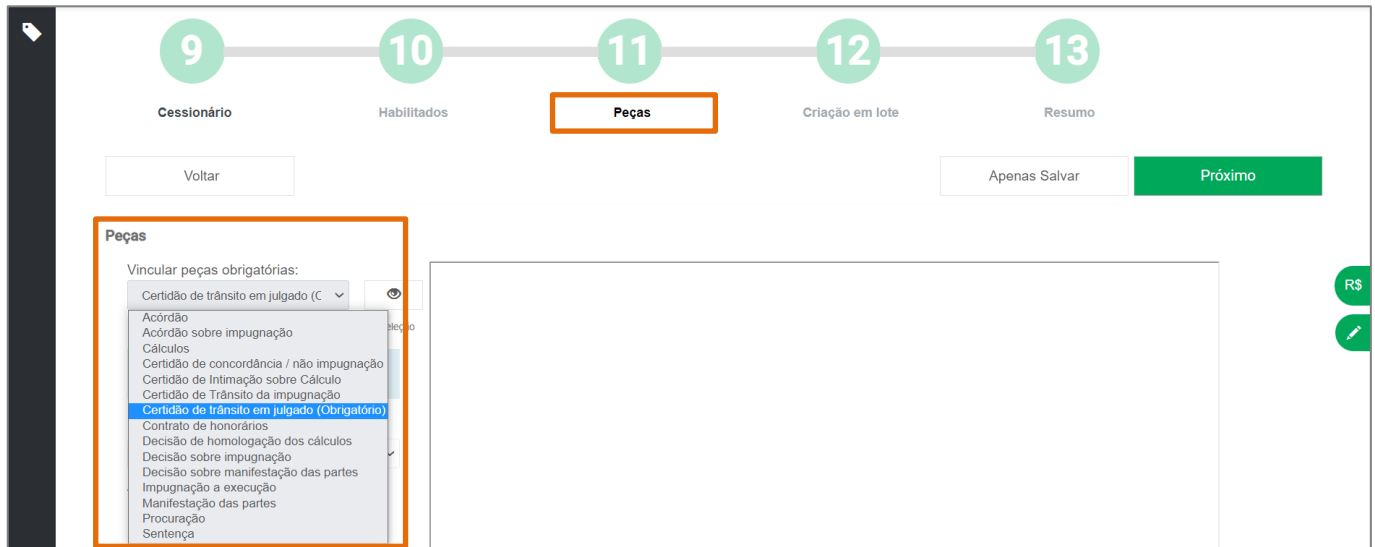 9 10 11 12 13
Cessionário Habilitados Peças Criação em lote Resumo
Voltar Apenas Salvar Próximo
Peças
Vincular peças obrigatórias:
Certidão de trânsito em julgado (C
R$
Acórdão
Acórdão sobre impugnação
Cálculos
Certidão de concordância / não impugnação
Certidão de Intimação sobre Cálculo
Certidão de Trânsito da impugnação
Certidão de trânsito em julgado (Obrigatório)
Contrato de honorários
Decisão de homologação dos cálculos
Decisão sobre impugnação
Decisão sobre manifestação das partes
Impugnação a execução
Manifestação das partes
Procuração
Sentença